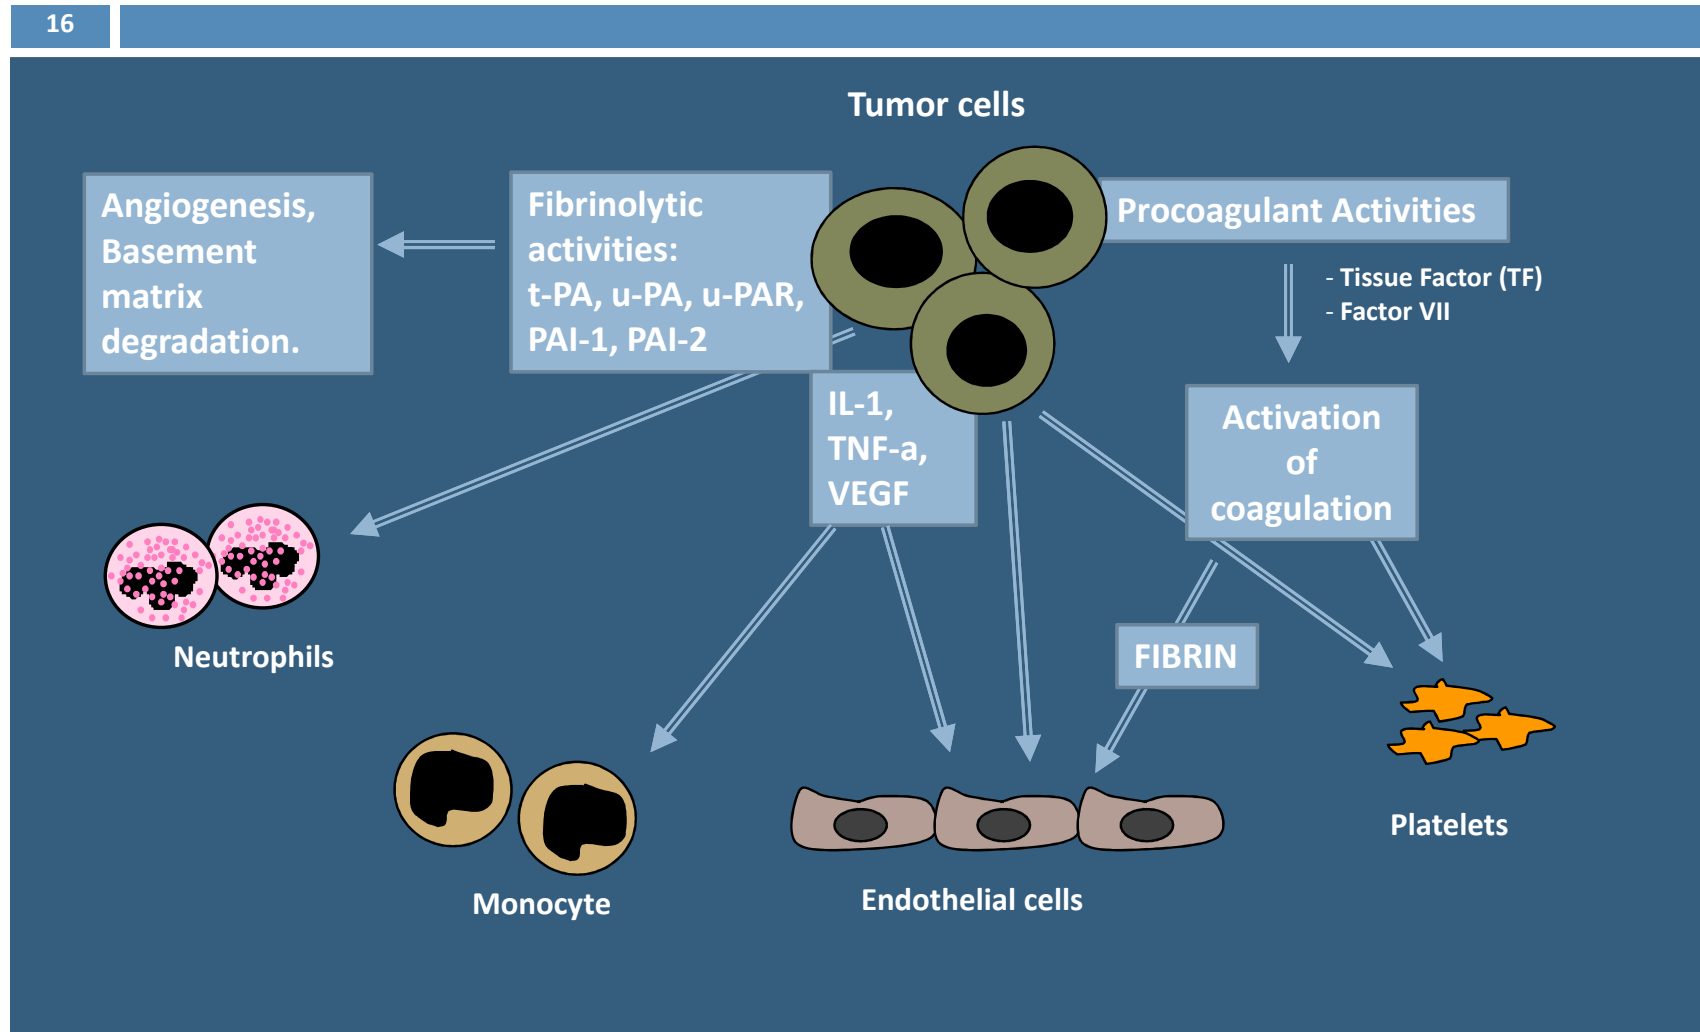 16
Tumor cells
Angiogenesis,
Basement
matrix
degradation.
Fibrinolytic
activities:
t-PA, u-PA, u-PAR,
PAI-1, PAI-2
Procoagulant Activities
- Tissue Factor (TF)
- Factor VII
IL-1,
TNF-a,
VEGF
Activation
of
coagulation
FIBRIN
Neutrophils
Monocyte
Endothelial cells
Platelets